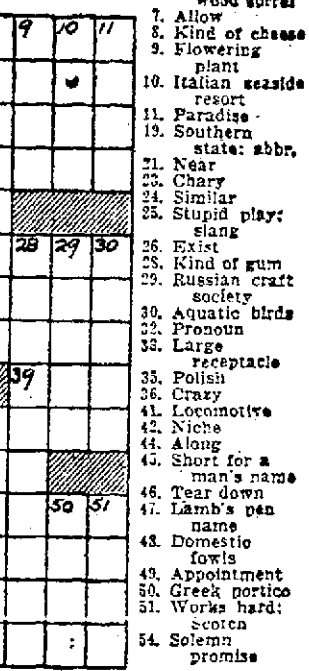 9 10 11
28 29 30
39
50 51
wood sorrel
7. Allow
8. Kind of cheese
9. Flowering
plant
10. Italian seaside
resort
11. Paradise
19. Southern
state: abbr.
21. Near
23. Chary
24. Similar
25. Stupid play:
slang
26. Exist
28. Kind of gum
29. Russian craft
society
30. Aquatic birds
32. Pronoun
33. Large
receptacle
35. Polish
36. Crazy
41. Locomotive
42. Niche
44. Along
45. Short for a
man's name
46. Tear down
47. Lamb's pen
name
48. Domestic
fowls
49. Appointment
50. Greek portico
51. Works hard:
Scotch
54. Solemn
promise